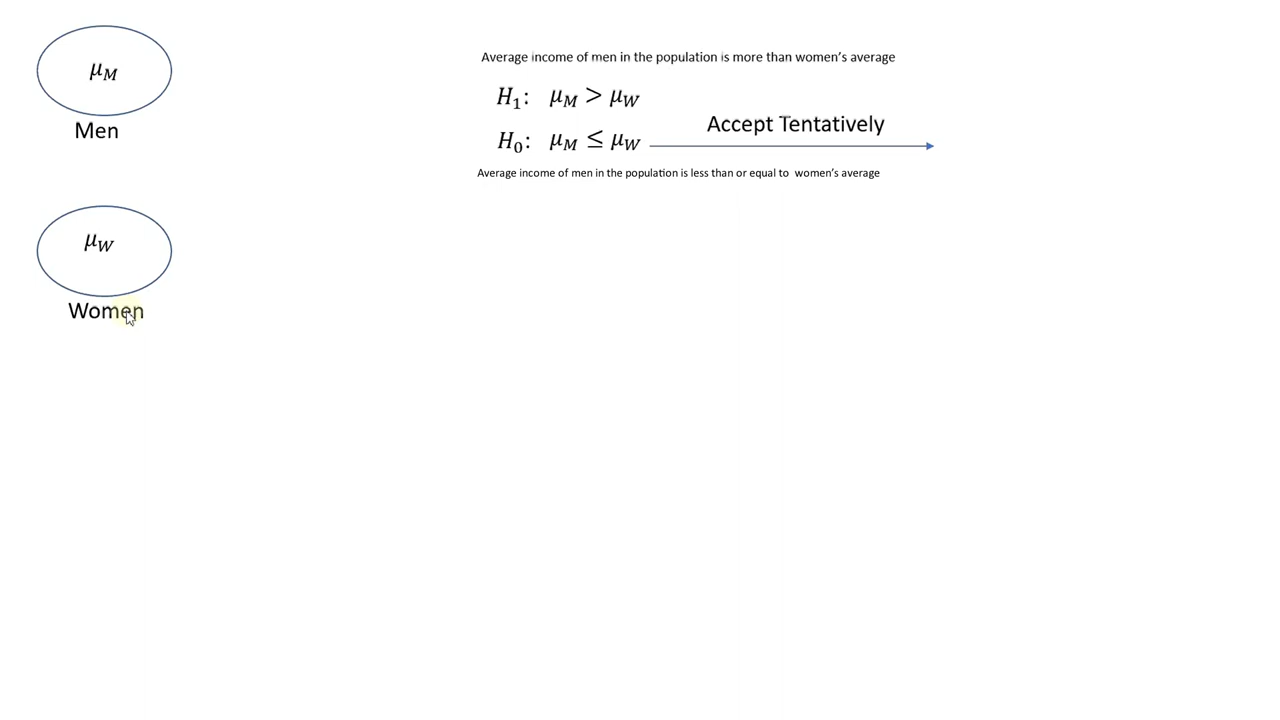 μ_M
Men
μ_W
Women
Average income of men in the population is more than women's average
H₁: μ_M > μ_W
Accept Tentatively
H₀: μ_M ≤ μ_W
Average income of men in the population is less than or equal to women's average